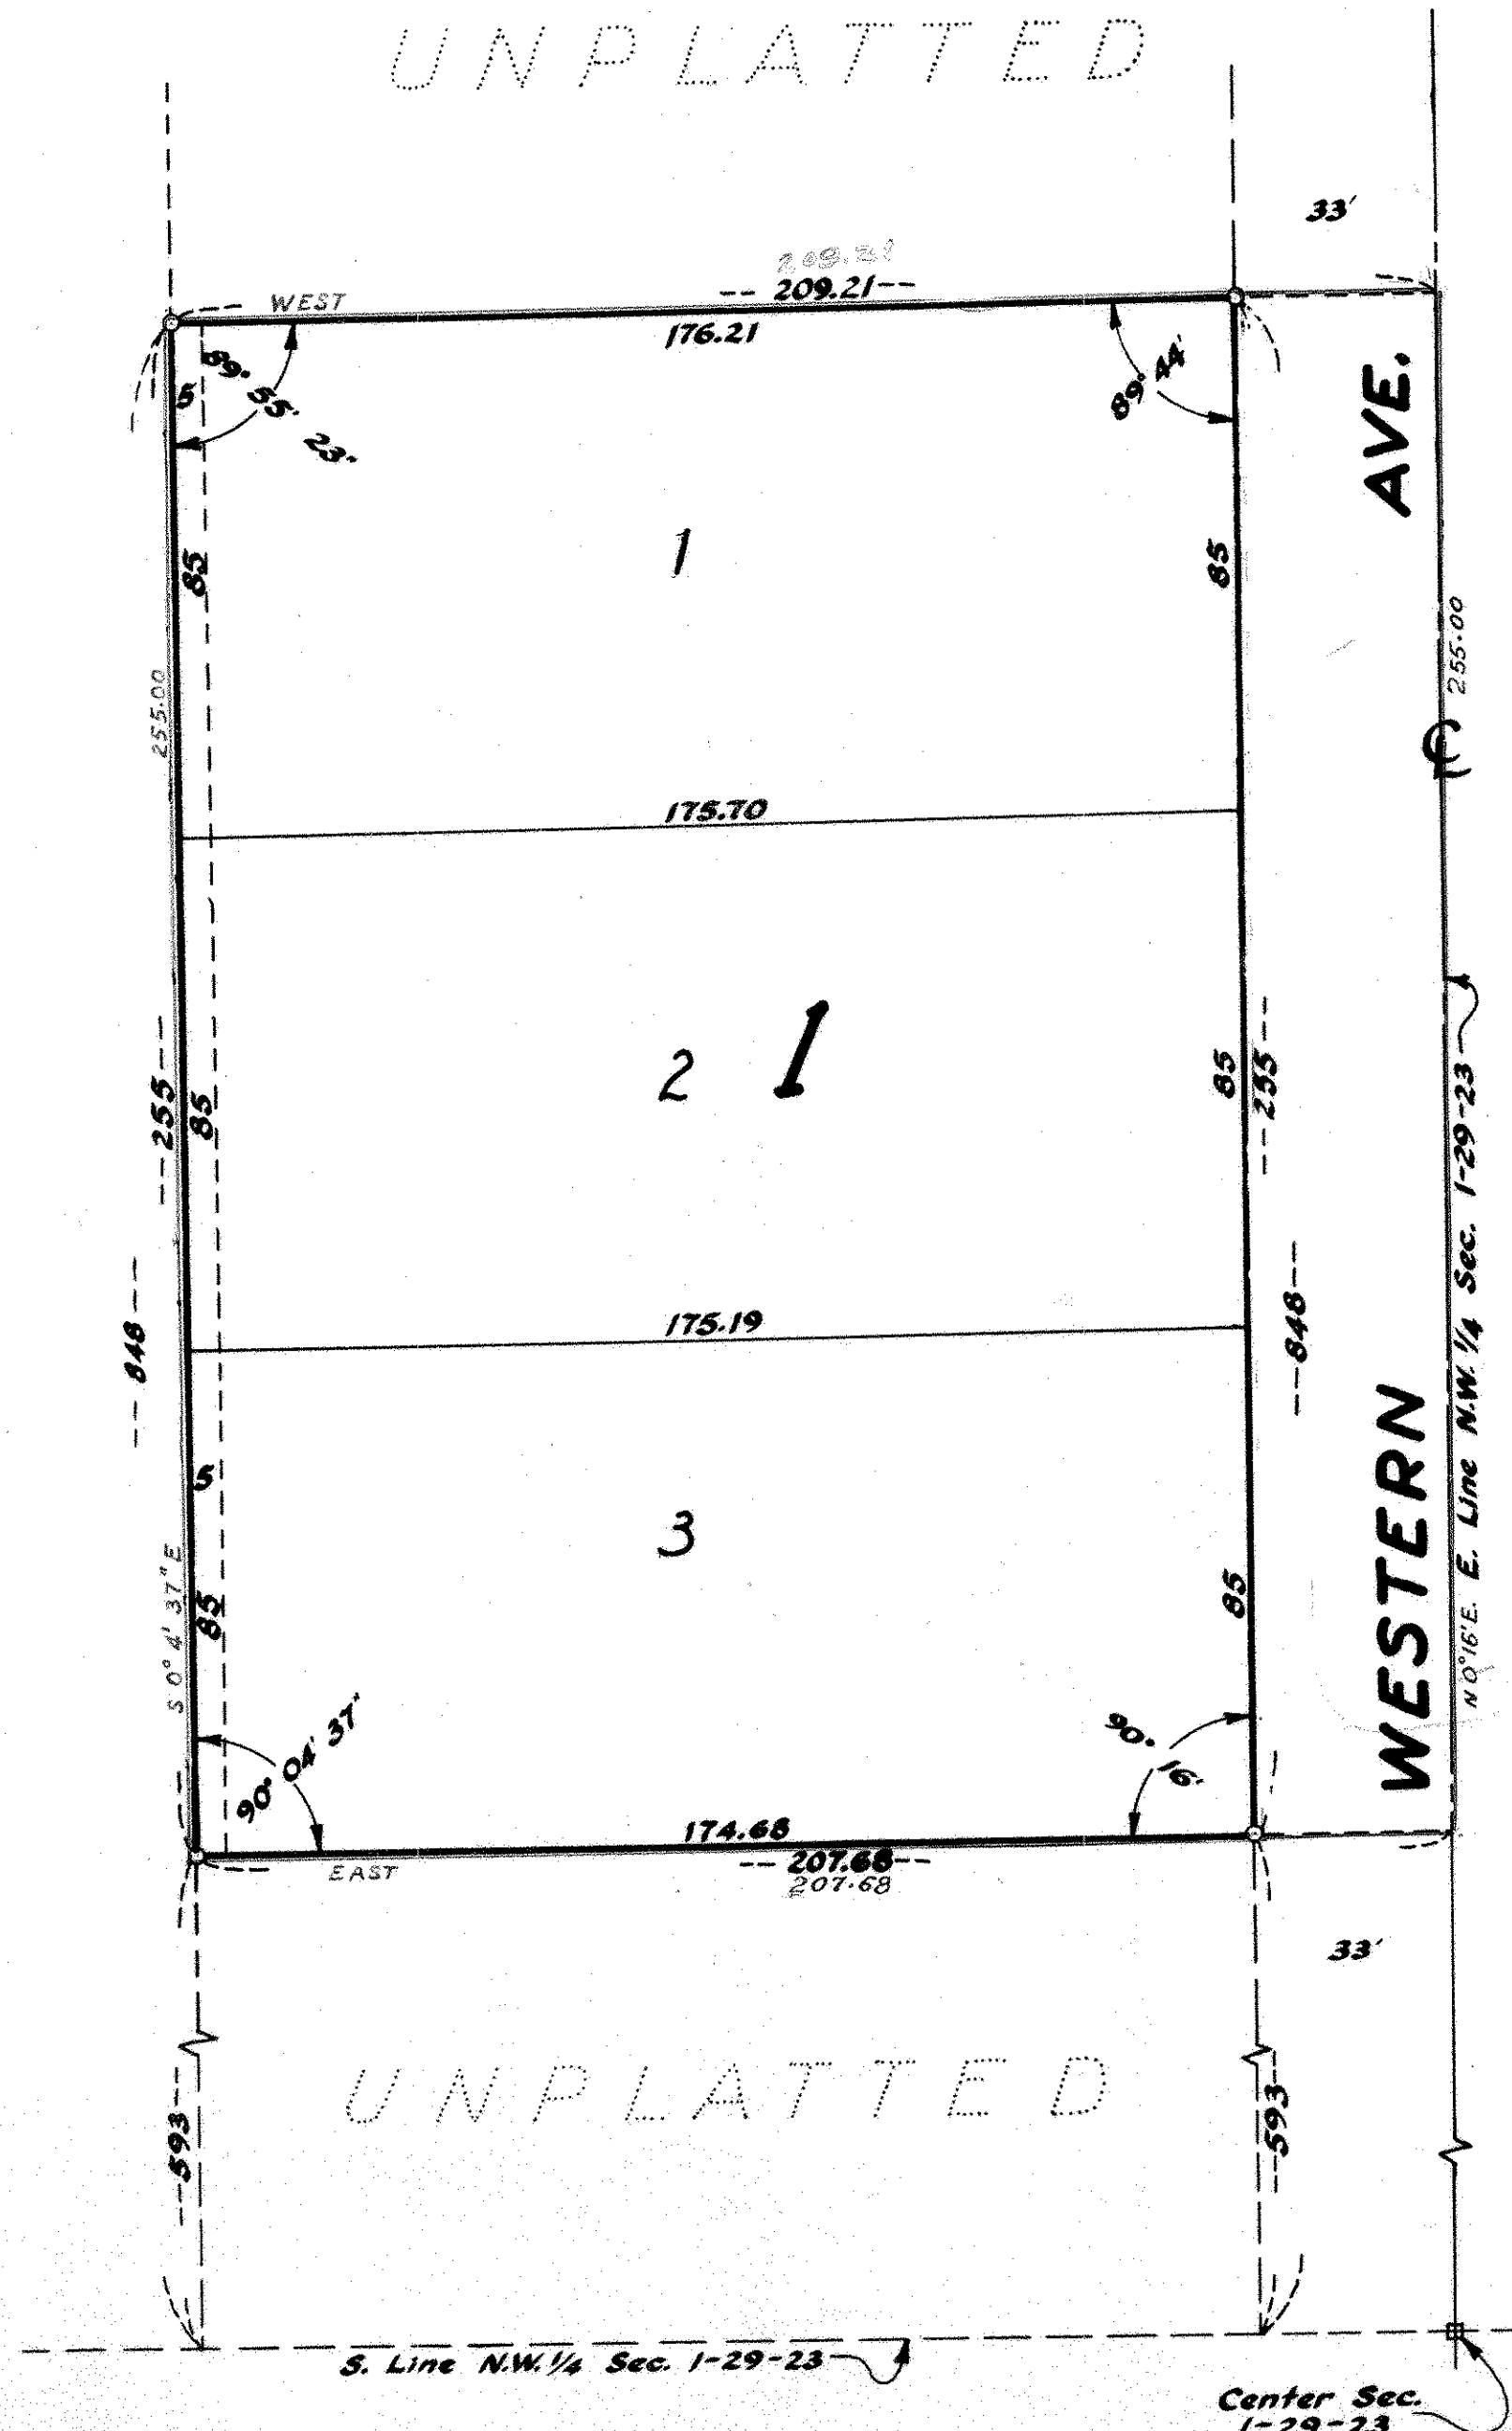 UNPLATTED
33'
209.21
WEST
-- 209.21 --
176.21
89° 55' 23"
89° 44'
5
AVE.
1
85
85
255.00
255.00
175.70
2
1
--- 255 ---
85
85
--- 255 ---
E. Line N.W. 1/4 Sec. 1-29-23
--- 848 ---
--- 848 ---
175.19
WESTERN
5
3
S 0° 4' 37" E
85
85
N 0°16' E.
90° 04' 37"
90° 16'
174.68
EAST
-- 207.68 --
207.68
33'
UNPLATTED
--- 593 ---
--- 593 ---
S. Line N.W. 1/4 Sec. 1-29-23
Center Sec.
1-29-23